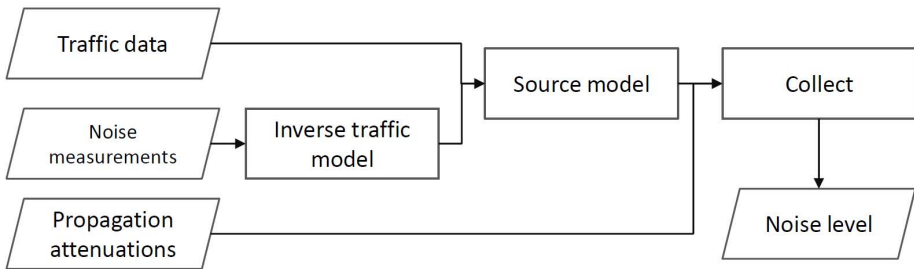 Traffic data
Source model
Collect
Noise
measurements
Inverse traffic
model
Propagation
attenuations
Noise level